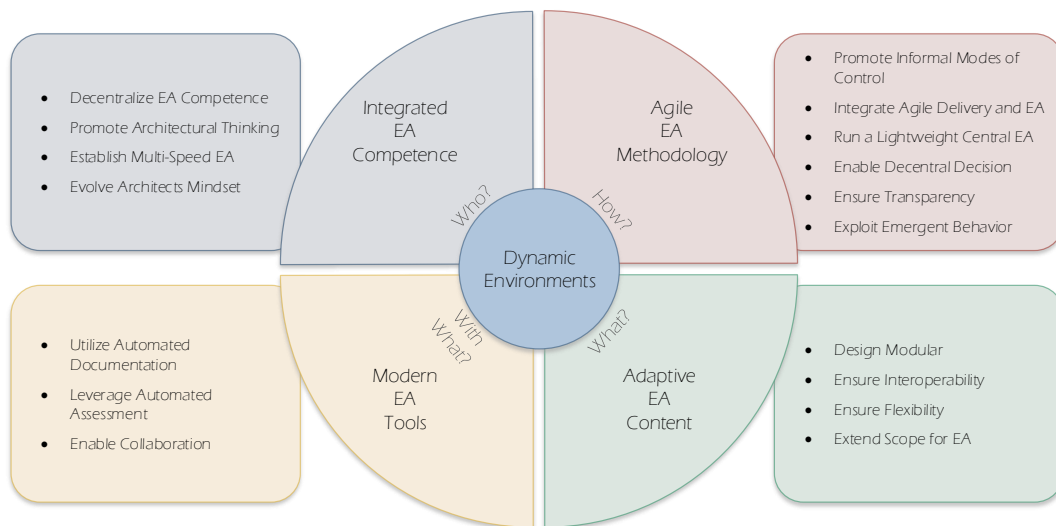 • Decentralize EA Competence
• Promote Architectural Thinking
• Establish Multi-Speed EA
• Evolve Architects Mindset
Integrated
EA
Competence
Who?
Agile
EA
Methodology
How?
• Promote Informal Modes of
Control
• Integrate Agile Delivery and EA
• Run a Lightweight Central EA
• Enable Decentral Decision
• Ensure Transparency
• Exploit Emergent Behavior
Dynamic
Environments
• Utilize Automated
Documentation
• Leverage Automated
Assessment
• Enable Collaboration
With
What?
Modern
EA
Tools
What?
Adaptive
EA
Content
• Design Modular
• Ensure Interoperability
• Ensure Flexibility
• Extend Scope for EA